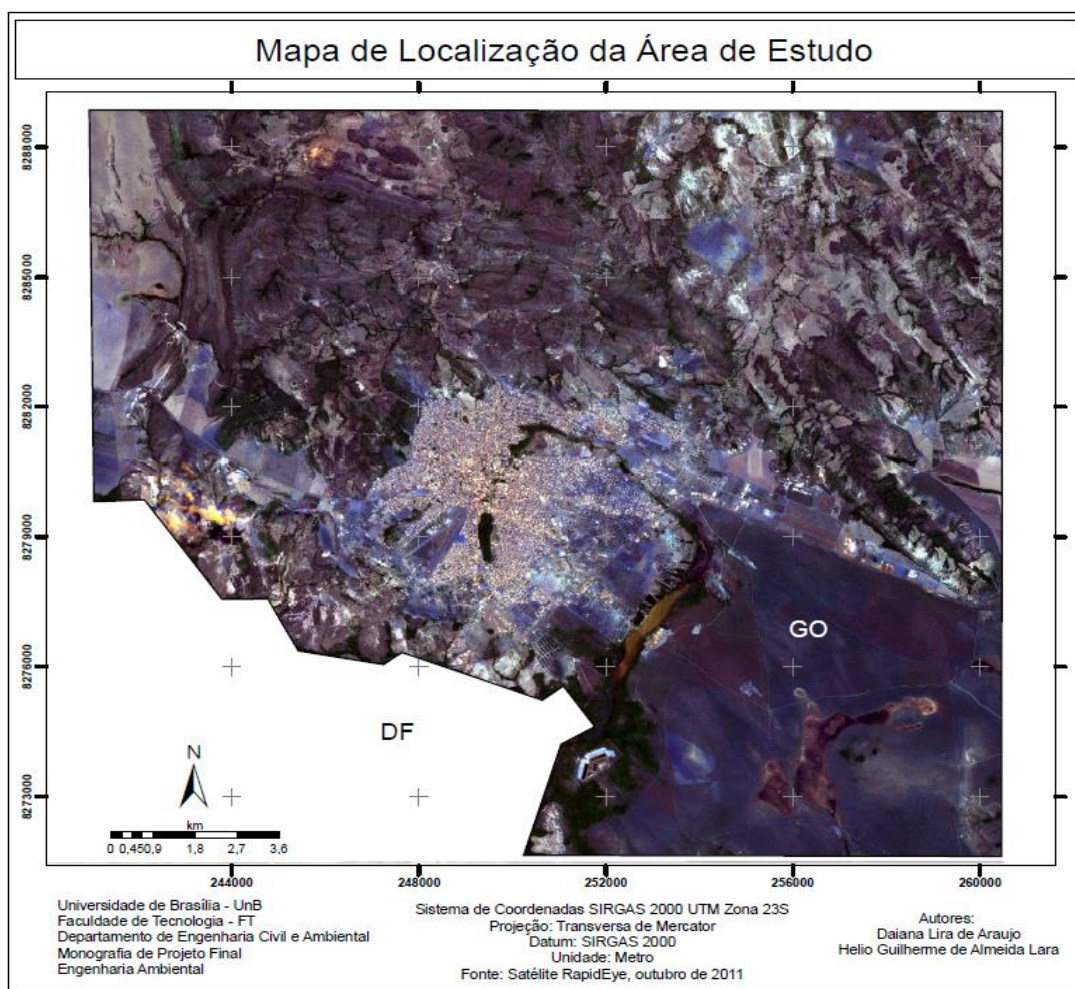 Mapa de Localização da Área de Estudo
8288000
8285000
8282000
8279000
8276000
8273000
GO
DF
N
km
0 0,45 0,9 1,8 2,7 3,6
244000 248000 252000 256000 260000
Universidade de Brasília - UnB
Faculdade de Tecnologia - FT
Departamento de Engenharia Civil e Ambiental
Monografia de Projeto Final
Engenharia Ambiental
Sistema de Coordenadas SIRGAS 2000 UTM Zona 23S
Projeção: Transversa de Mercator
Datum: SIRGAS 2000
Unidade: Metro
Fonte: Satélite RapidEye, outubro de 2011
Autores:
Daiana Lira de Araujo
Helio Guilherme de Almeida Lara